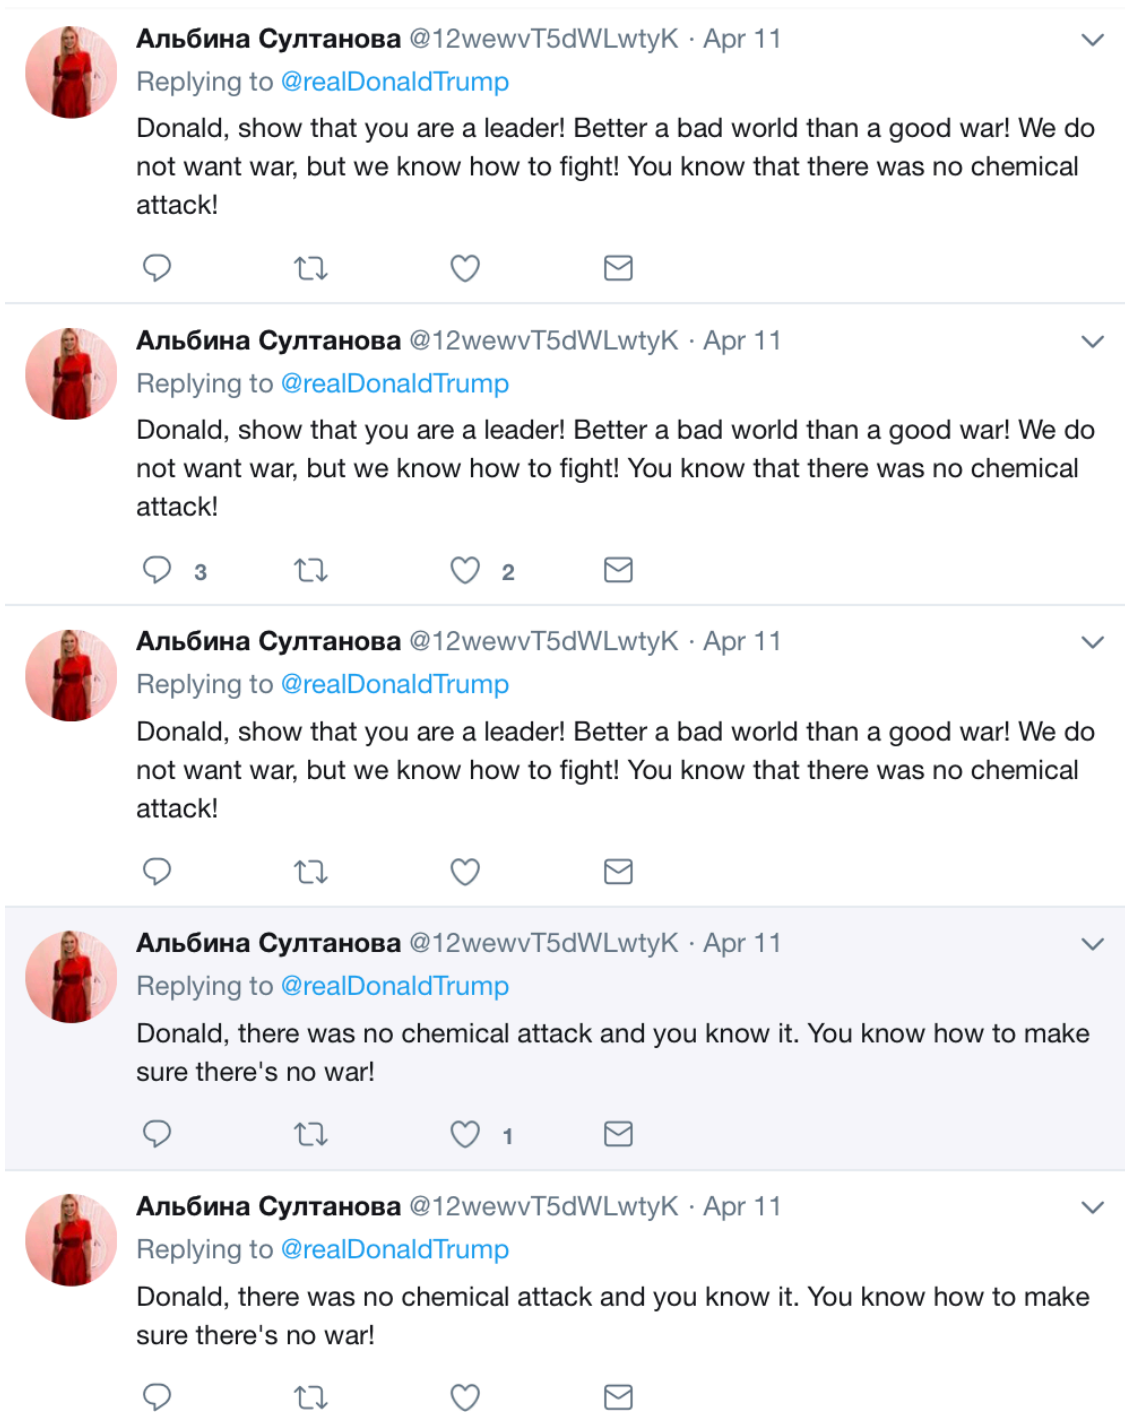 Альбина Султанова @12wewvT5dWLwtyK · Apr 11
Replying to @realDonaldTrump
Donald, show that you are a leader! Better a bad world than a good war! We do
not want war, but we know how to fight! You know that there was no chemical
attack!
Альбина Султанова @12wewvT5dWLwtyK · Apr 11
Replying to @realDonaldTrump
Donald, show that you are a leader! Better a bad world than a good war! We do
not want war, but we know how to fight! You know that there was no chemical
attack!
3 2
Альбина Султанова @12wewvT5dWLwtyK · Apr 11
Replying to @realDonaldTrump
Donald, show that you are a leader! Better a bad world than a good war! We do
not want war, but we know how to fight! You know that there was no chemical
attack!
Альбина Султанова @12wewvT5dWLwtyK · Apr 11
Replying to @realDonaldTrump
Donald, there was no chemical attack and you know it. You know how to make
sure there's no war!
1
Альбина Султанова @12wewvT5dWLwtyK · Apr 11
Replying to @realDonaldTrump
Donald, there was no chemical attack and you know it. You know how to make
sure there's no war!